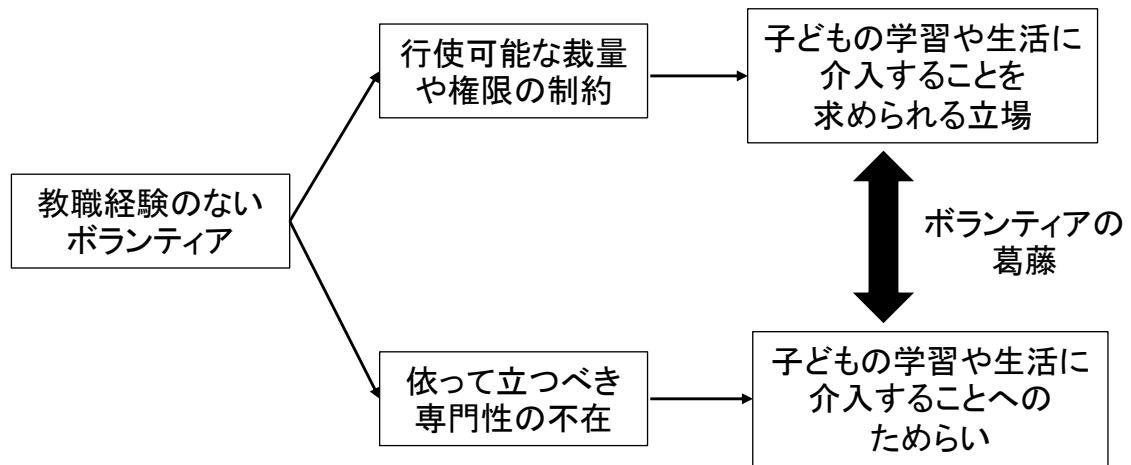 教職経験のない
ボランティア
行使可能な裁量
や権限の制約
子どもの学習や生活に
介入することを
求められる立場
ボランティアの
葛藤
依って立つべき
専門性の不在
子どもの学習や生活に
介入することへの
ためらい